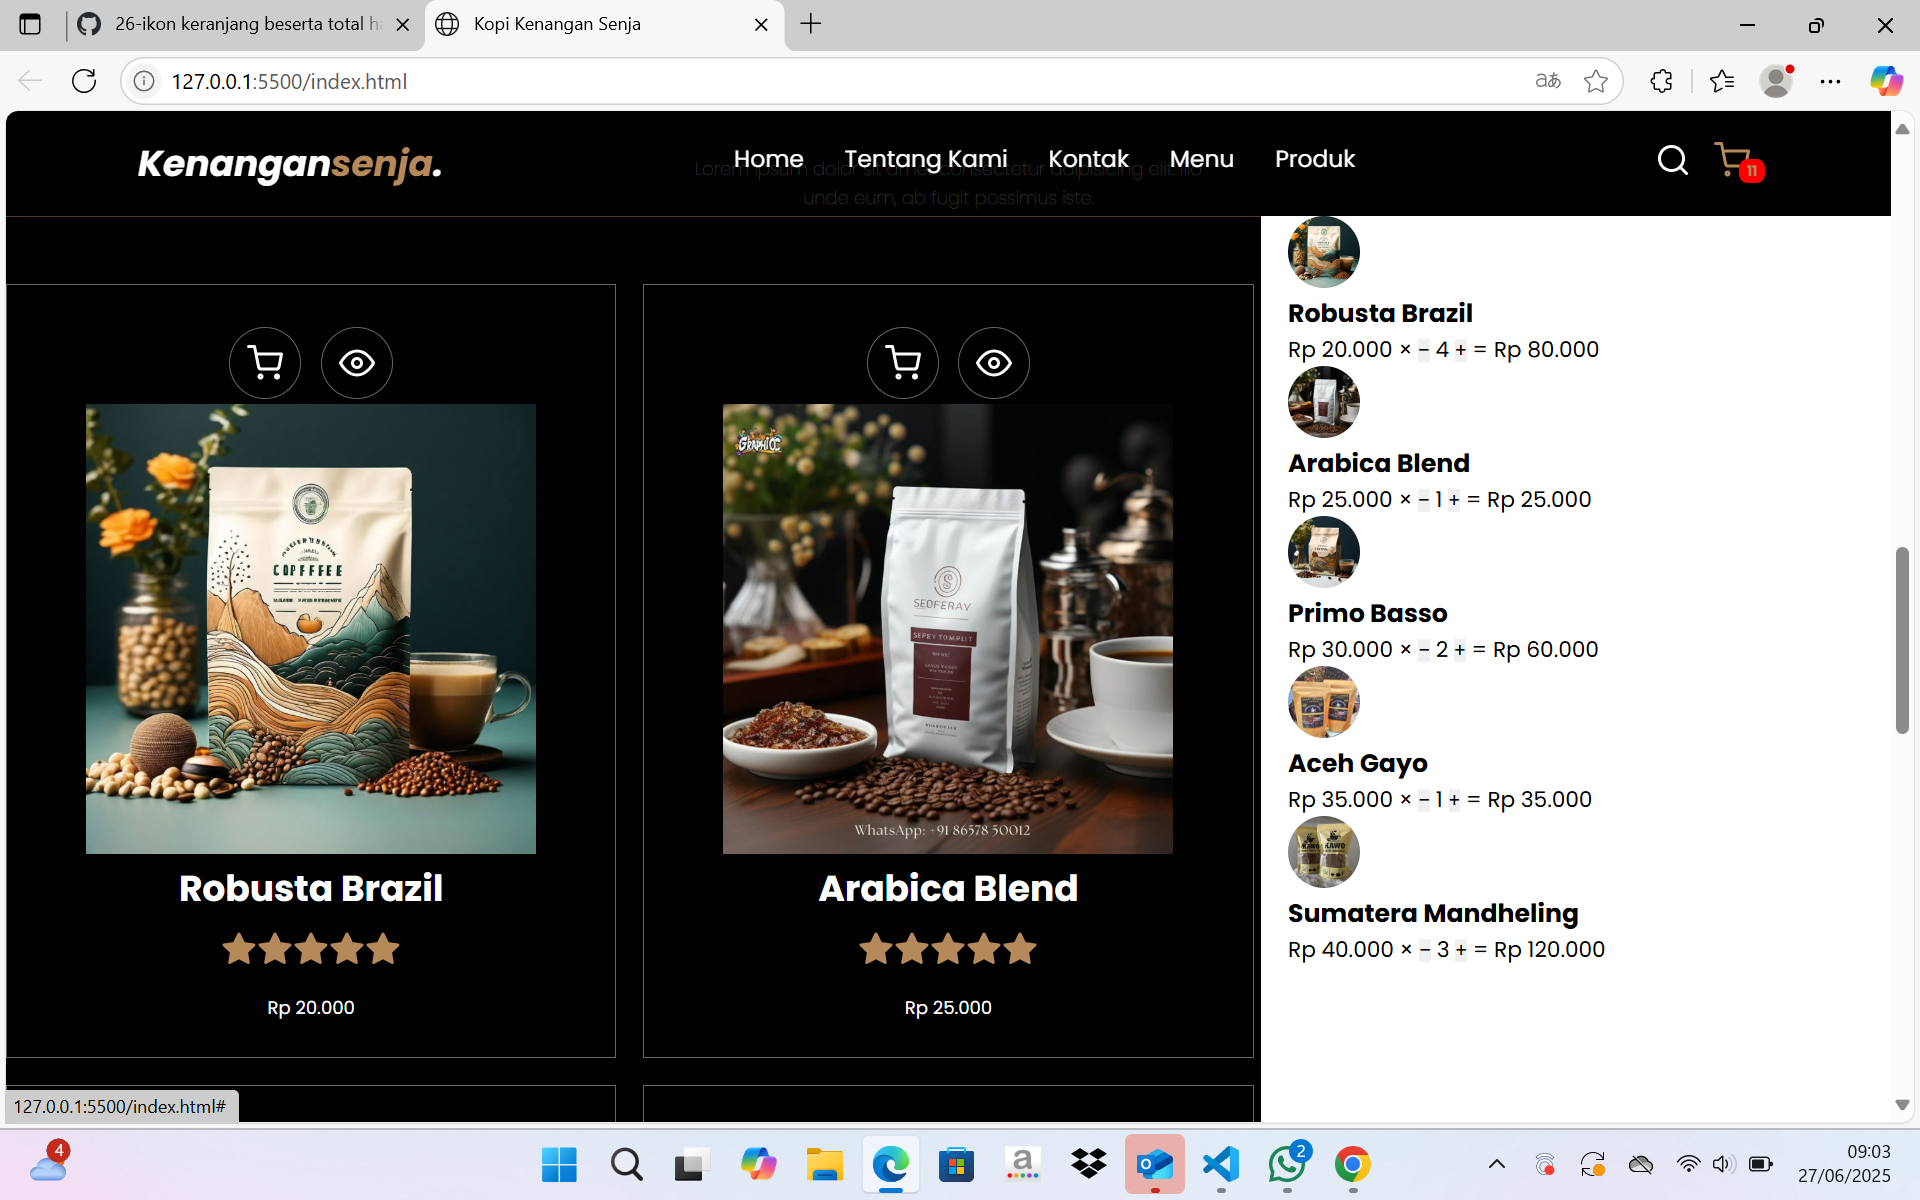 26-ikon keranjang beserta total h
Kopi Kenangan Senja
127.0.0.1:5500/index.html
Kenangansenja.
Home
Tentang Kami
Kontak
Menu
Produk
11
Lorem ipsum dolor sit amet consectetur adipisicing elit. Illo
unde eum, ab fugit possimus iste.
Robusta Brazil
Rp 20.000 × - 4 + = Rp 80.000
Arabica Blend
Rp 25.000 × - 1 + = Rp 25.000
Primo Basso
Rp 30.000 × - 2 + = Rp 60.000
Aceh Gayo
Rp 35.000 × - 1 + = Rp 35.000
Sumatera Mandheling
Rp 40.000 × - 3 + = Rp 120.000
COPFFFEE
Robusta Brazil
Rp 20.000
GRAPHIOC
SEOFERAY
SEPEY TOMPLIT
WhatsApp: +91 86578 50012
Arabica Blend
Rp 25.000
127.0.0.1:5500/index.html#
4
2
09:03
27/06/2025